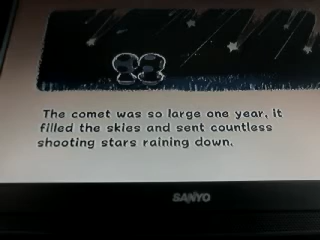 The comet was so large one year, it
filled the skies and sent countless
shooting stars raining down.
SANYO